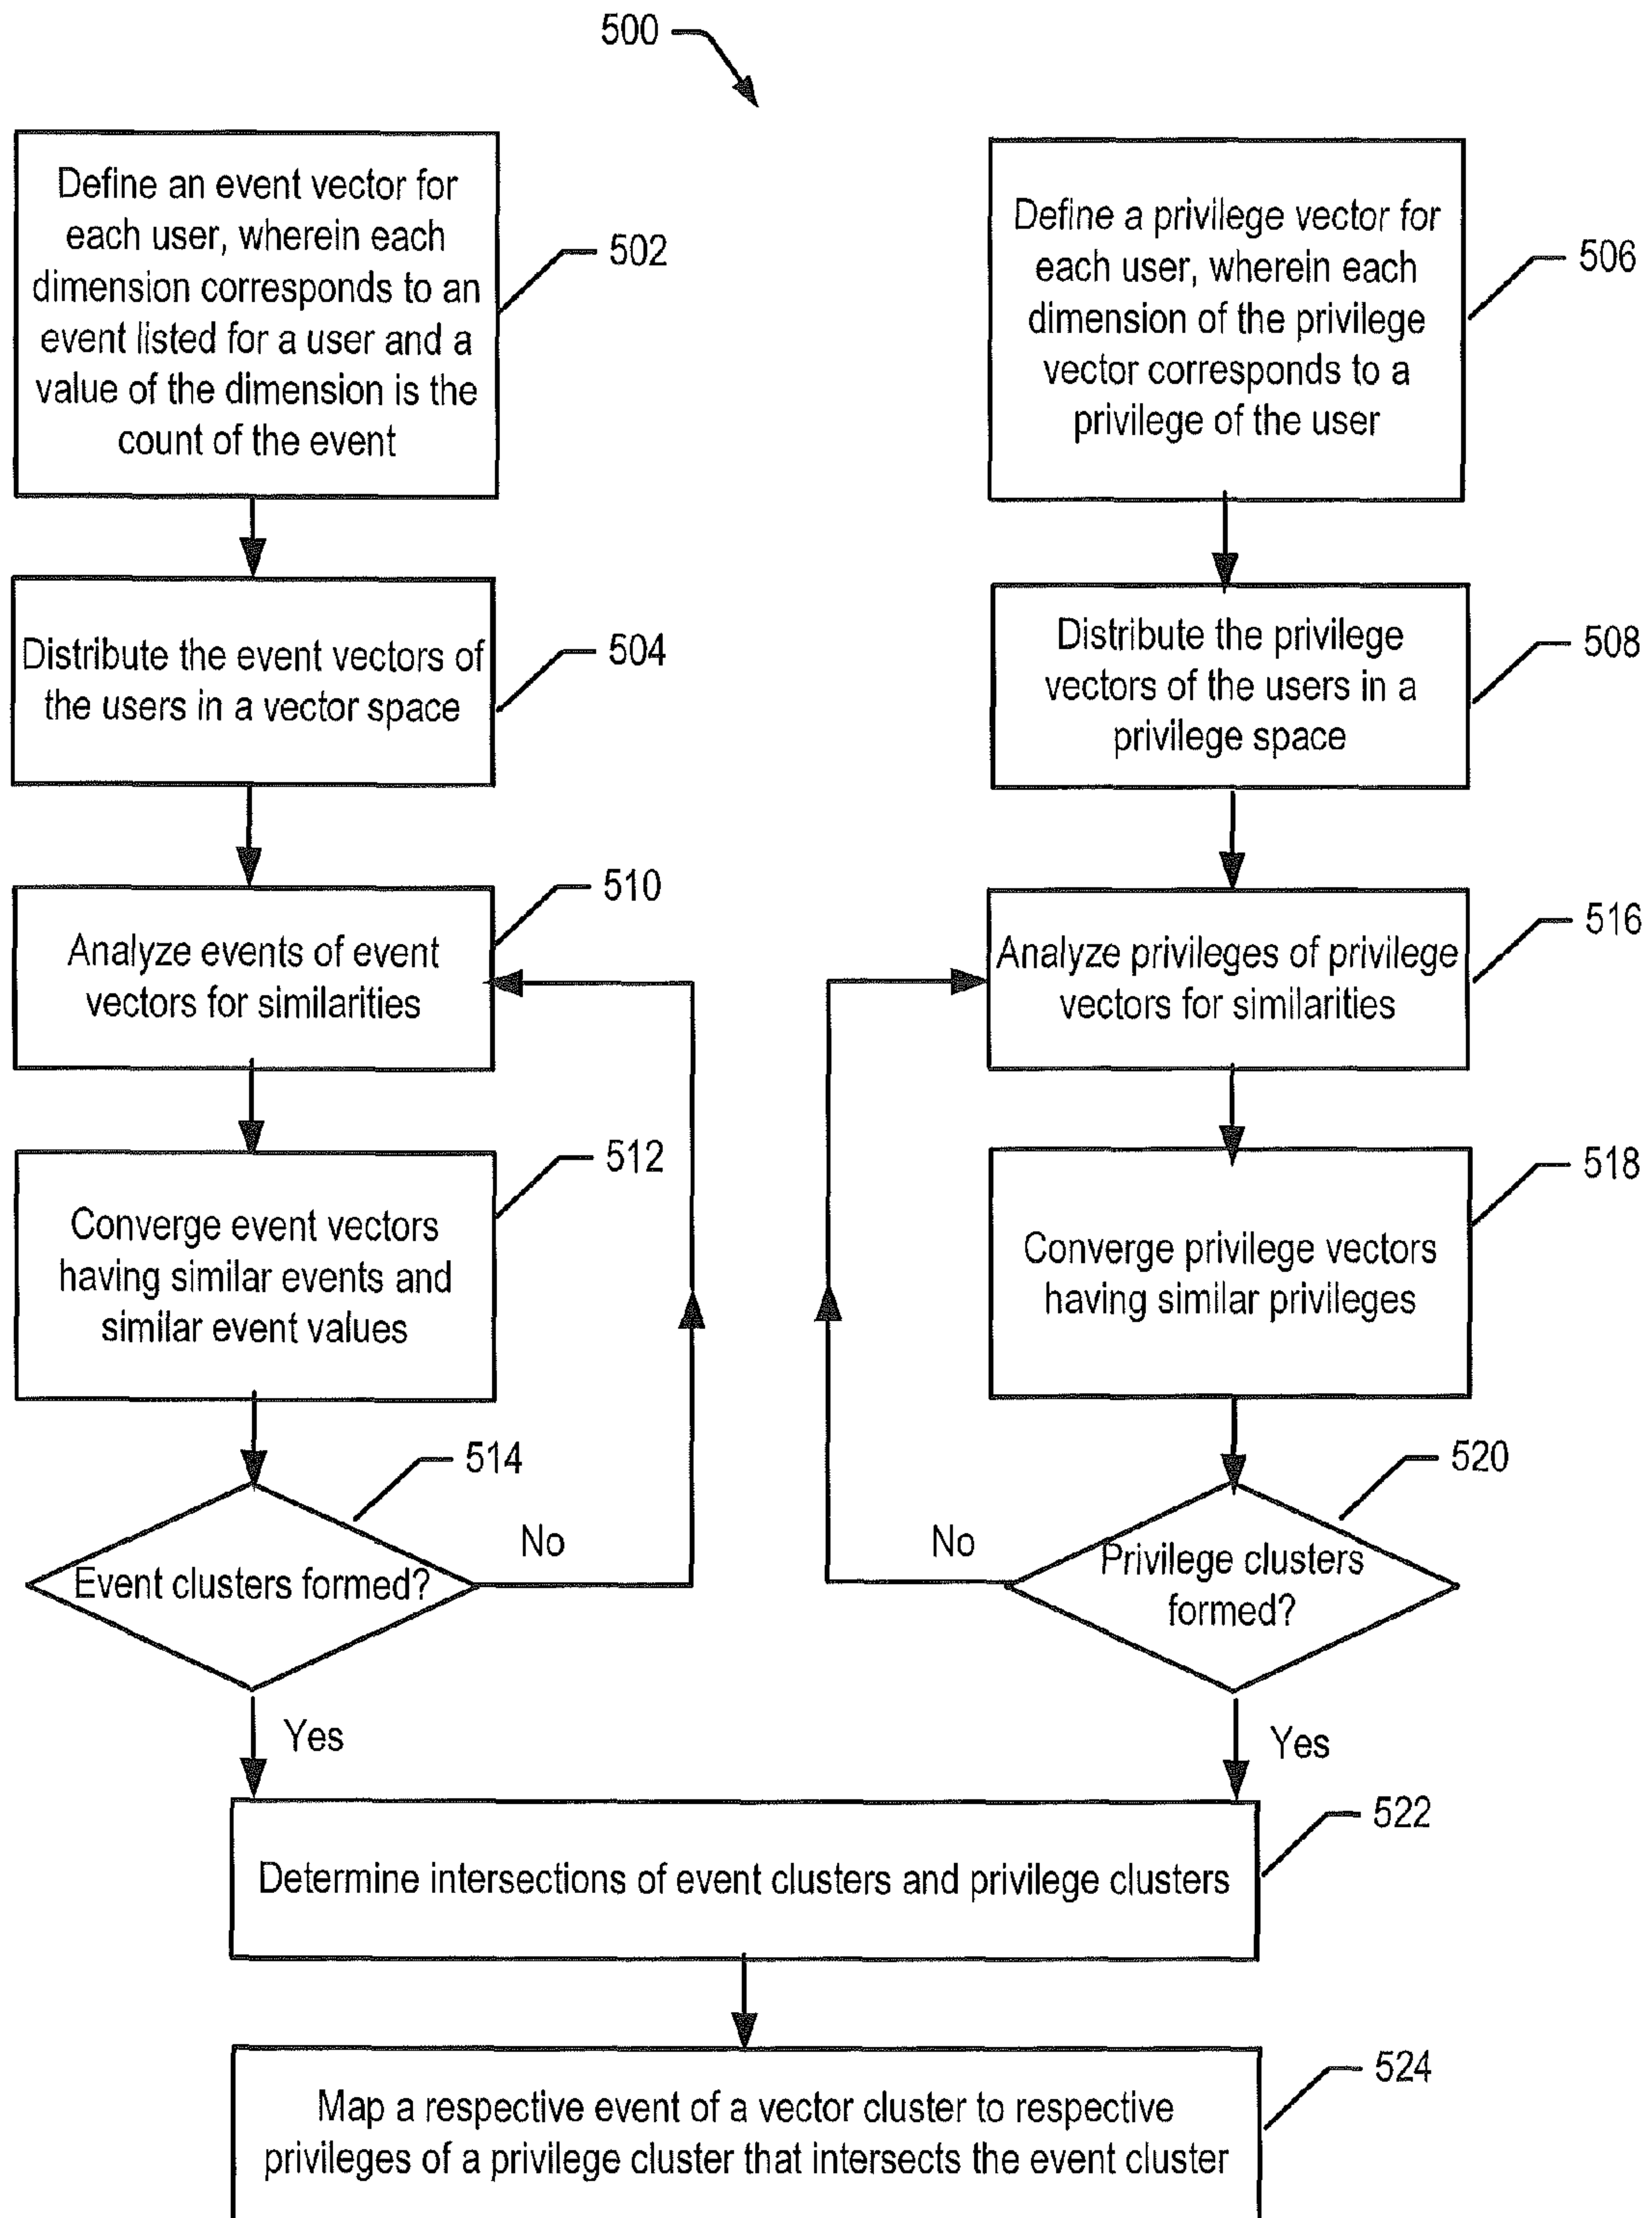 500
Define an event vector for
each user, wherein each
dimension corresponds to an
event listed for a user and a
value of the dimension is the
count of the event
502
Define a privilege vector for
each user, wherein each
dimension of the privilege
vector corresponds to a
privilege of the user
506
Distribute the event vectors of
the users in a vector space
504
Distribute the privilege
vectors of the users in a
privilege space
508
Analyze events of event
vectors for similarities
510
Analyze privileges of privilege
vectors for similarities
516
Converge event vectors
having similar events and
similar event values
512
Converge privilege vectors
having similar privileges
518
Event clusters formed?
514
No
Yes
Privilege clusters
formed?
520
No
Yes
Determine intersections of event clusters and privilege clusters
522
Map a respective event of a vector cluster to respective
privileges of a privilege cluster that intersects the event cluster
524